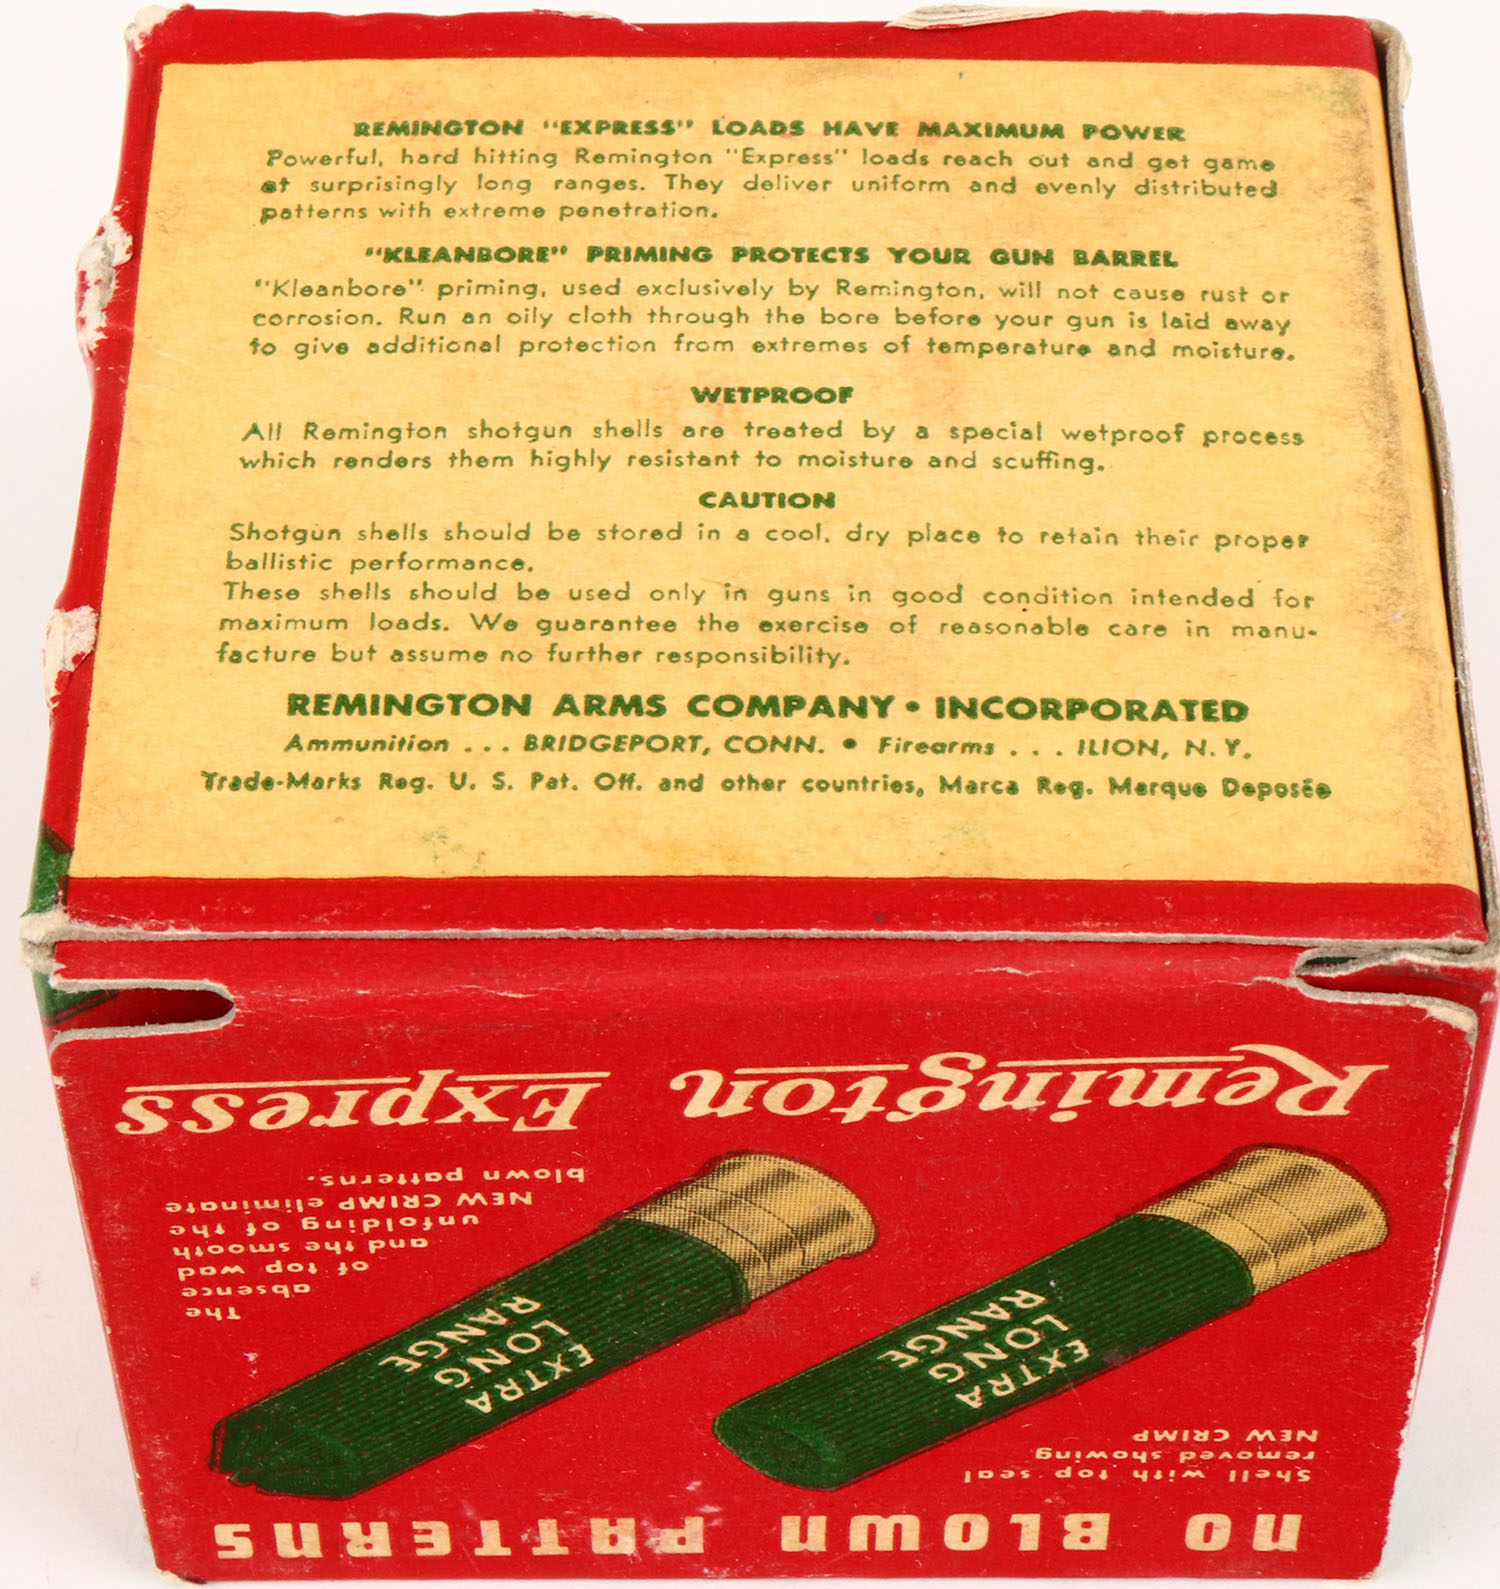 REMINGTON "EXPRESS" LOADS HAVE MAXIMUM POWER
Powerful, hard hitting Remington "Express" loads reach out and get game
at surprisingly long ranges. They deliver uniform and evenly distributed
patterns with extreme penetration.
"KLEANBORE" PRIMING PROTECTS YOUR GUN BARREL
"Kleanbore" priming, used exclusively by Remington, will not cause rust or
corrosion. Run an oily cloth through the bore before your gun is laid away
to give additional protection from extremes of temperature and moisture.
WETPROOF
All Remington shotgun shells are treated by a special wetproof process
which renders them highly resistant to moisture and scuffing.
CAUTION
Shotgun shells should be stored in a cool, dry place to retain their proper
ballistic performance.
These shells should be used only in guns in good condition intended for
maximum loads. We guarantee the exercise of reasonable care in manu-
facture but assume no further responsibility.
REMINGTON ARMS COMPANY • INCORPORATED
Ammunition . . . BRIDGEPORT, CONN. • Firearms . . . ILION, N. Y.
Trade-Marks Reg. U. S. Pat. Off. and other countries, Marca Reg. Marque Deposée
NO BLOWN PATTERNS
Shell with top seal
removed showing
NEW CRIMP
EXTRA
LONG
RANGE
EXTRA
LONG
RANGE
The
absence
of top wad
and the smooth
unfolding of the
NEW CRIMP eliminate
blown patterns.
Remington Express